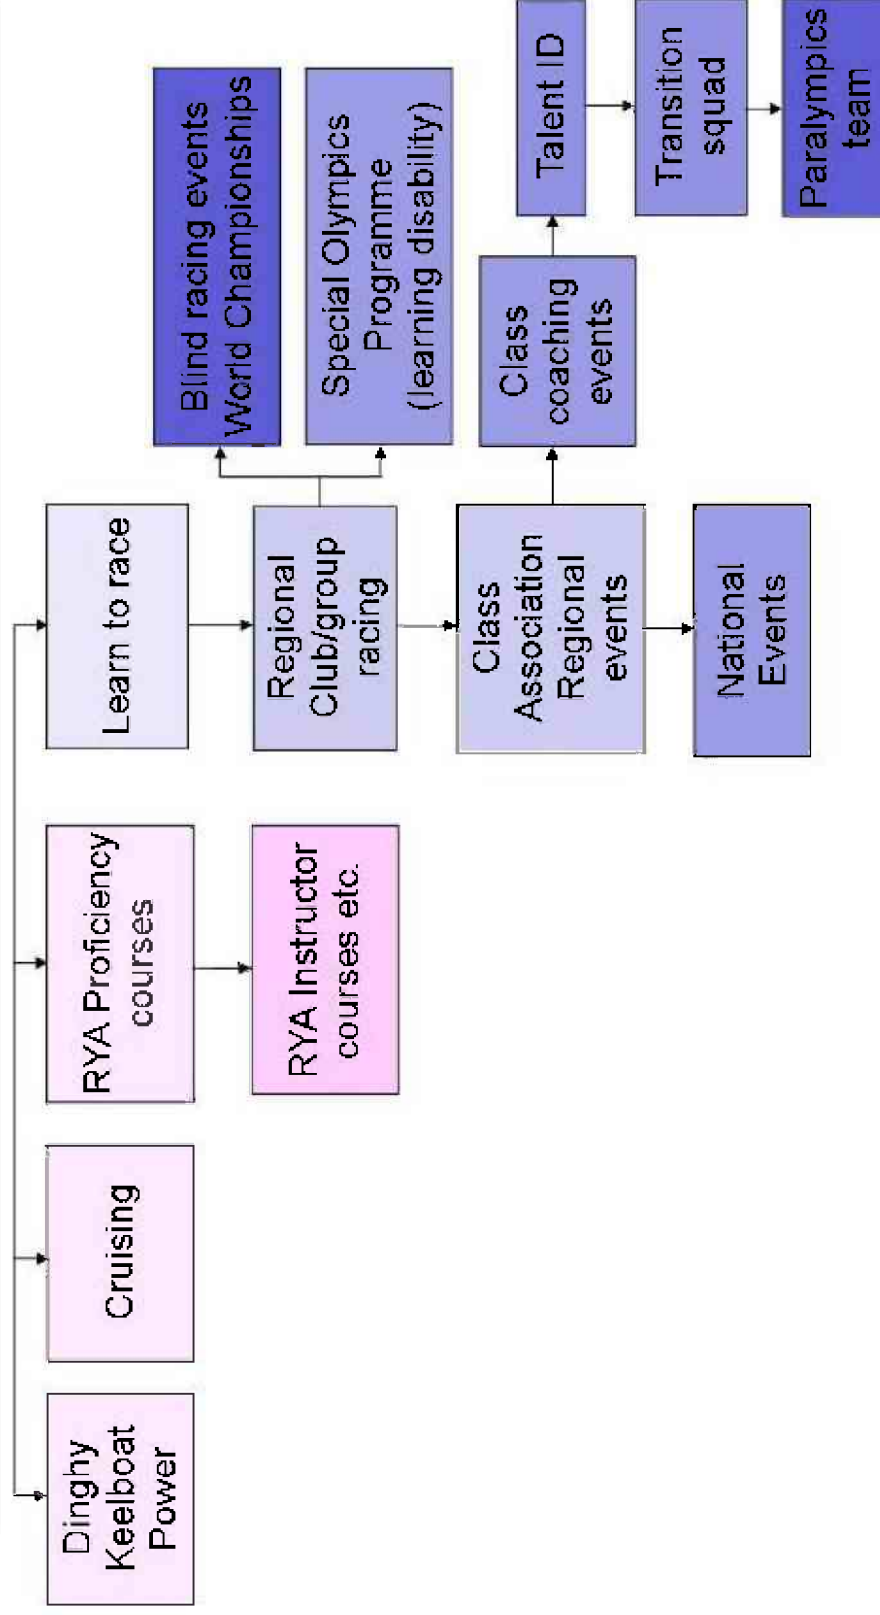 Dinghy
Keelboat
Power
Cruising
RYA Proficiency
courses
RYA Instructor
courses etc.
Learn to race
Regional
Club/group
racing
Class
Association
Regional
events
National
Events
Blind racing events
World Championships
Special Olympics
Programme
(learning disability)
Class
coaching
events
Talent ID
Transition
squad
Paralympics
team